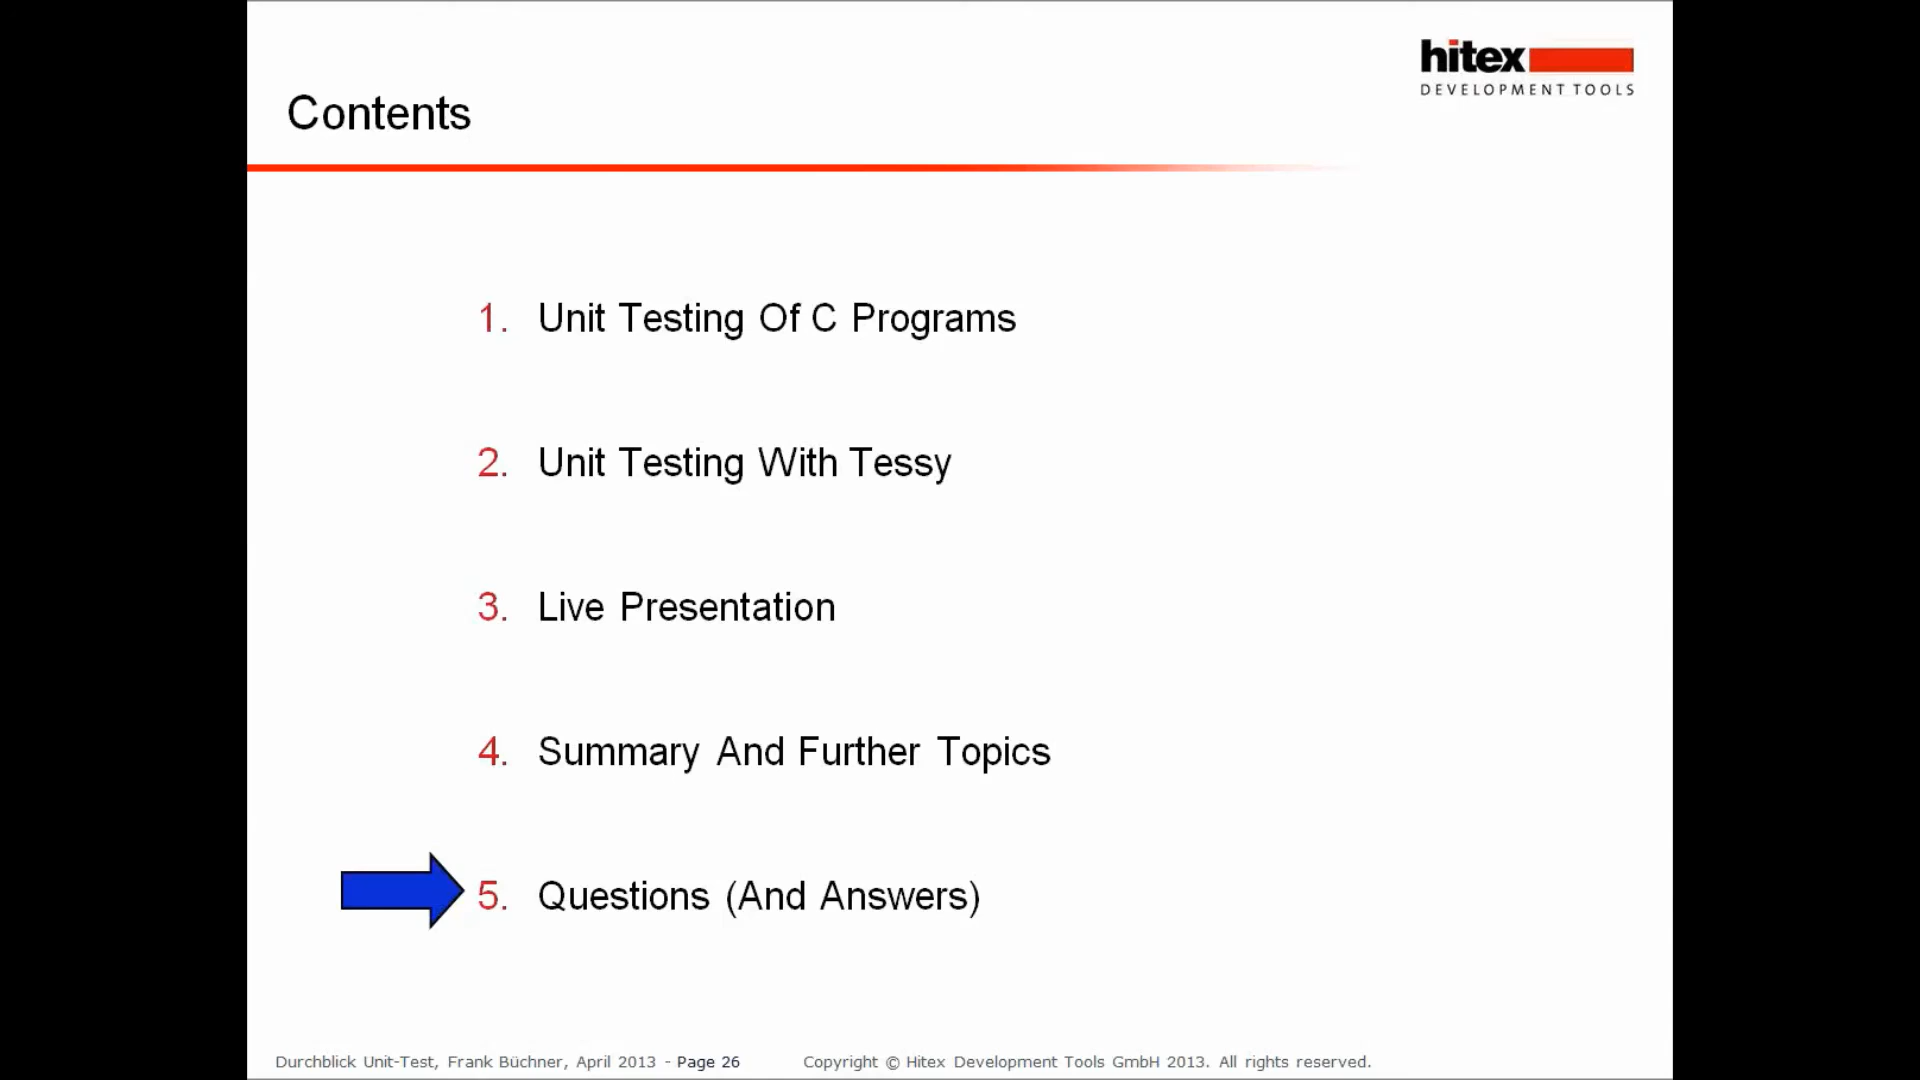 hitex
DEVELOPMENT TOOLS
Contents
1. Unit Testing Of C Programs
2. Unit Testing With Tessy
3. Live Presentation
4. Summary And Further Topics
5. Questions (And Answers)
Durchblick Unit-Test, Frank Büchner, April 2013 - Page 26 Copyright © Hitex Development Tools GmbH 2013. All rights reserved.